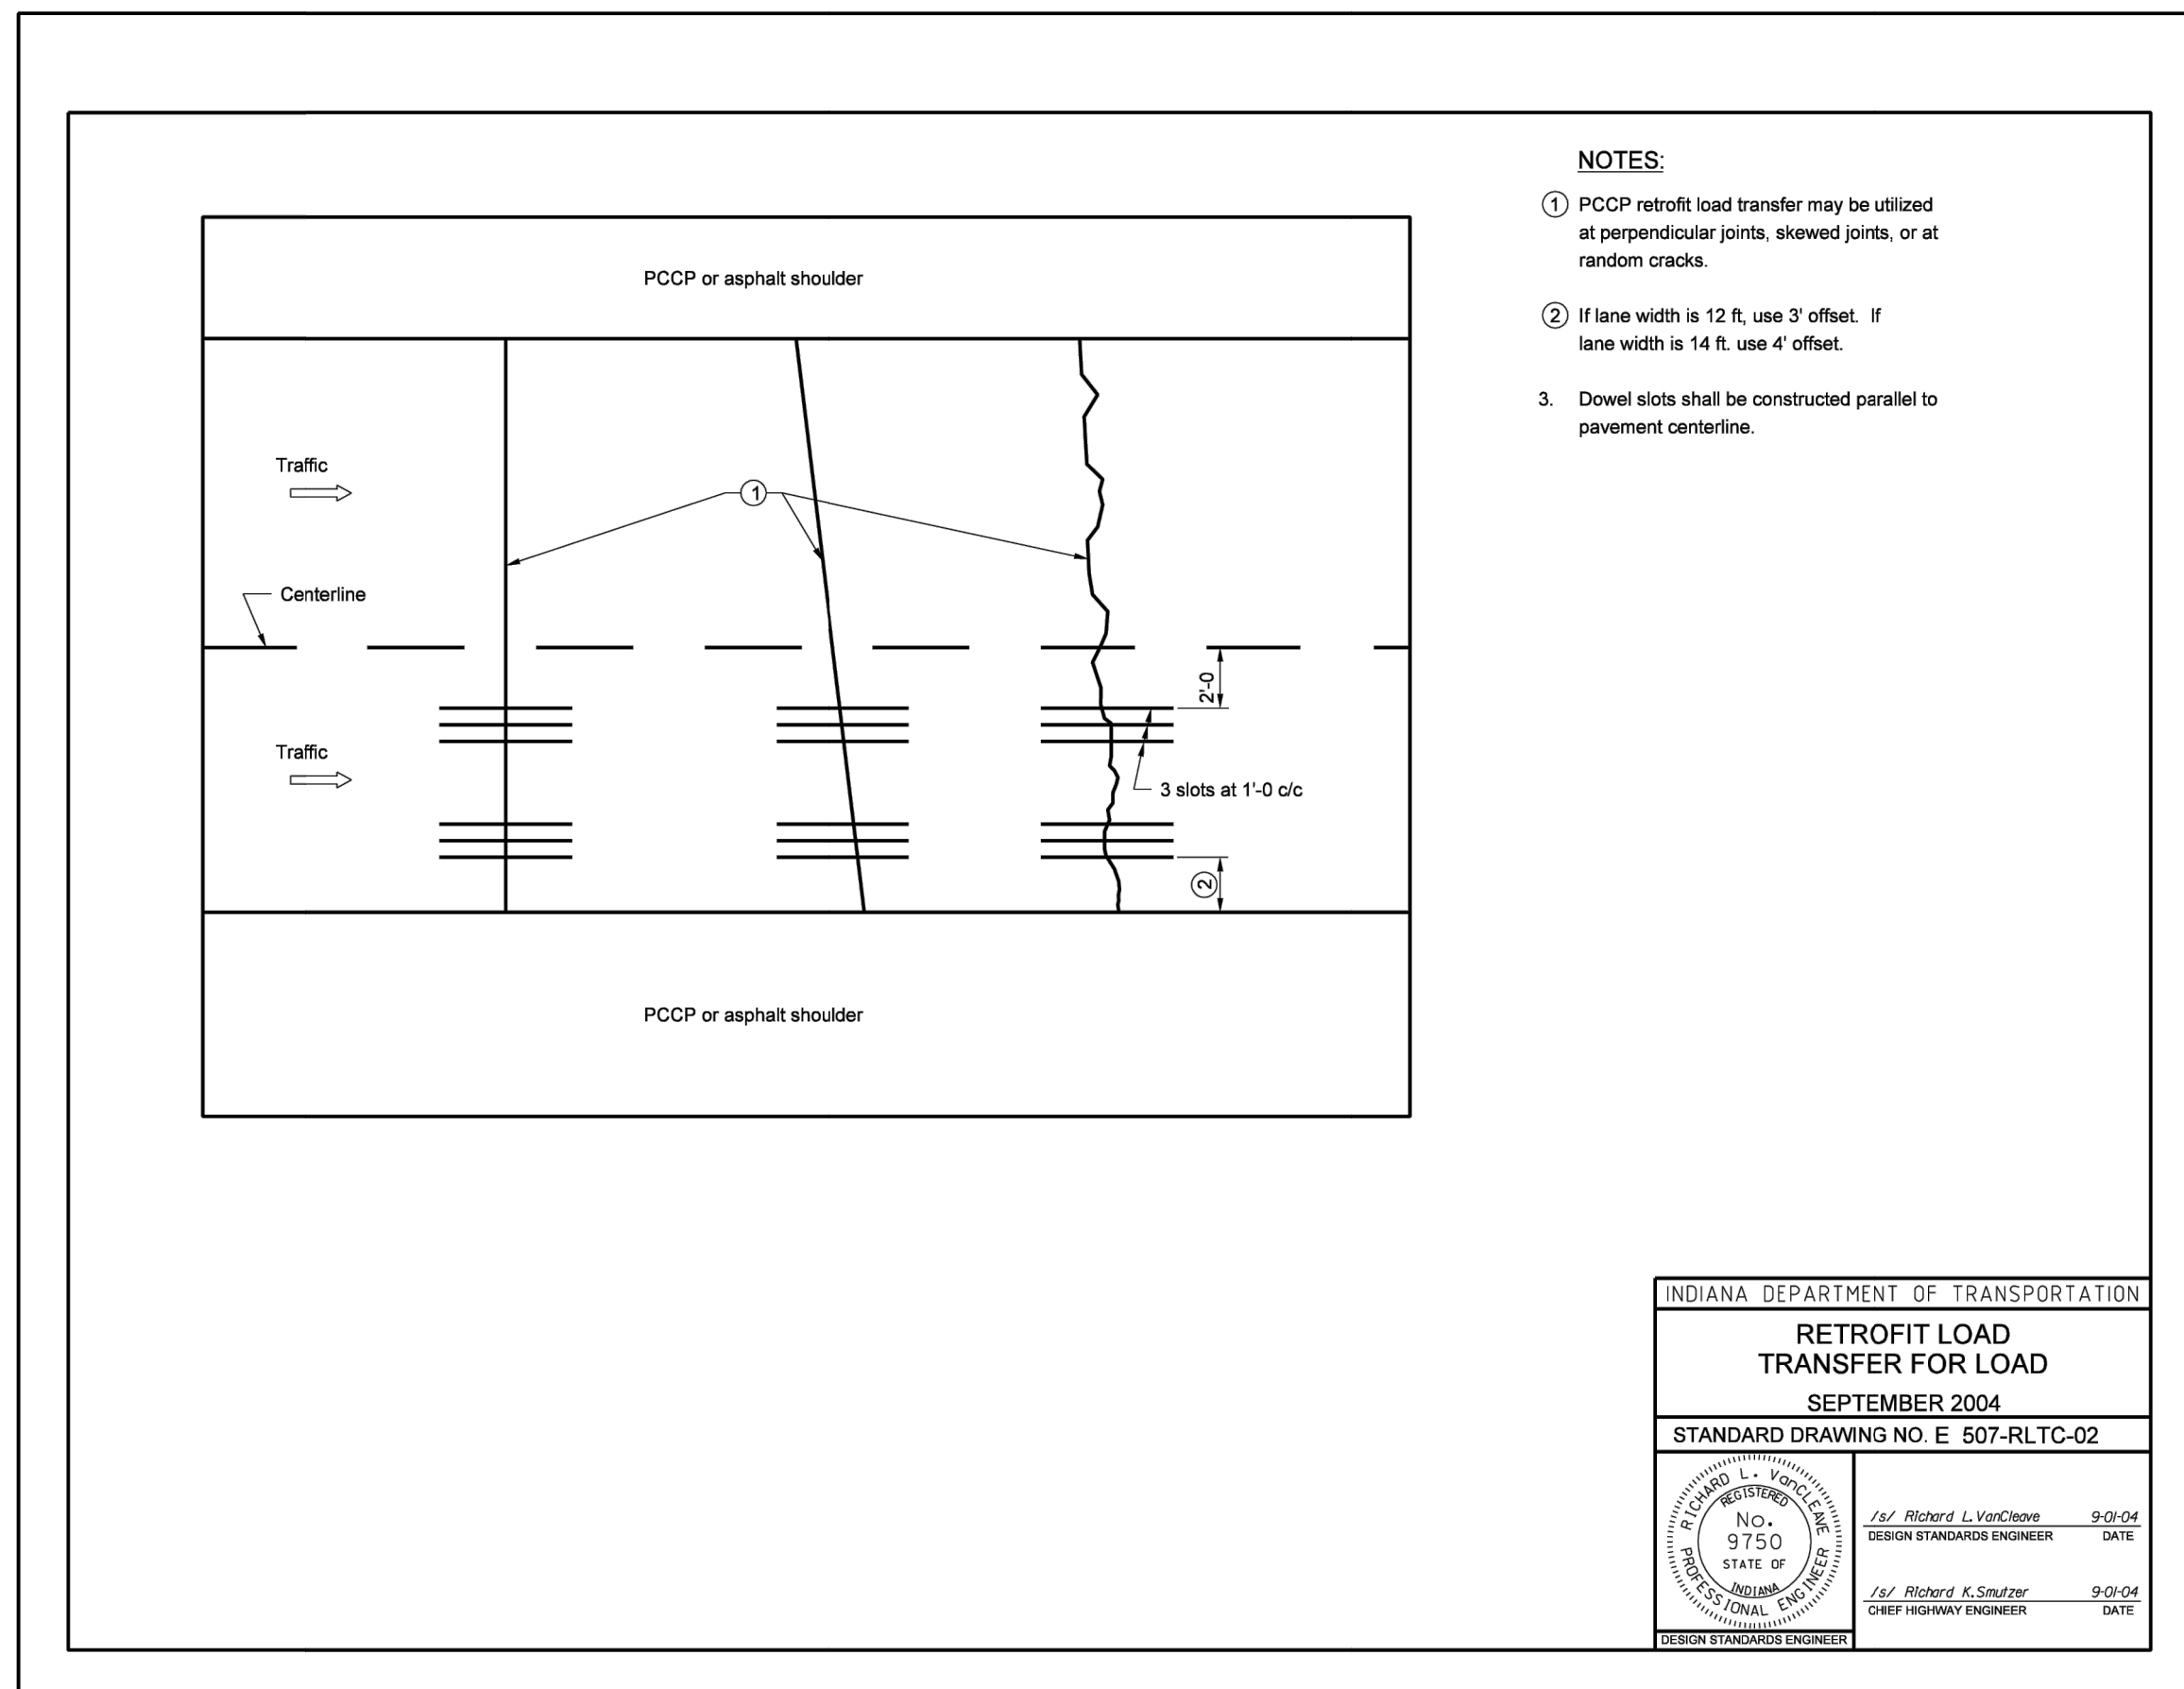 NOTES:
① PCCP retrofit load transfer may be utilized
at perpendicular joints, skewed joints, or at
random cracks.
② If lane width is 12 ft, use 3' offset. If
lane width is 14 ft. use 4' offset.
3. Dowel slots shall be constructed parallel to
pavement centerline.
PCCP or asphalt shoulder
Traffic
①
Centerline
2'-0
Traffic
3 slots at 1'-0 c/c
②
PCCP or asphalt shoulder
INDIANA DEPARTMENT OF TRANSPORTATION
RETROFIT LOAD
TRANSFER FOR LOAD
SEPTEMBER 2004
STANDARD DRAWING NO. E 507-RLTC-02
RICHARD L. VanCLEAVE
REGISTERED
No.
9750
STATE OF
INDIANA
PROFESSIONAL ENGINEER
DESIGN STANDARDS ENGINEER
/s/ Richard L. VanCleave 9-01-04
DESIGN STANDARDS ENGINEER DATE
/s/ Richard K. Smutzer 9-01-04
CHIEF HIGHWAY ENGINEER DATE